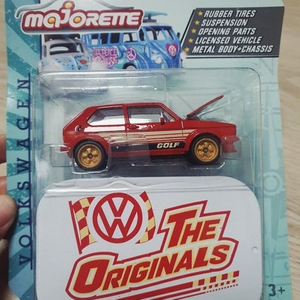 majorette
★ RUBBER TIRES
★ SUSPENSION
★ OPENING PARTS
★ LICENSED VEHICLE
★ METAL BODY+CHASSIS
VOLKSWAGEN
GOLF
THE
ORIGINALS
3+